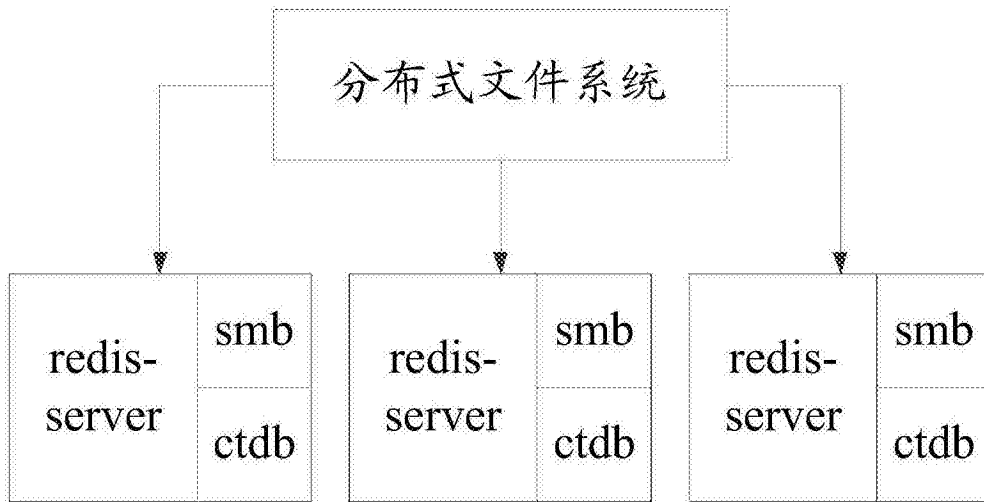 分布式文件系统
redis-
server
smb
ctdb
redis-
server
smb
ctdb
redis-
server
smb
ctdb